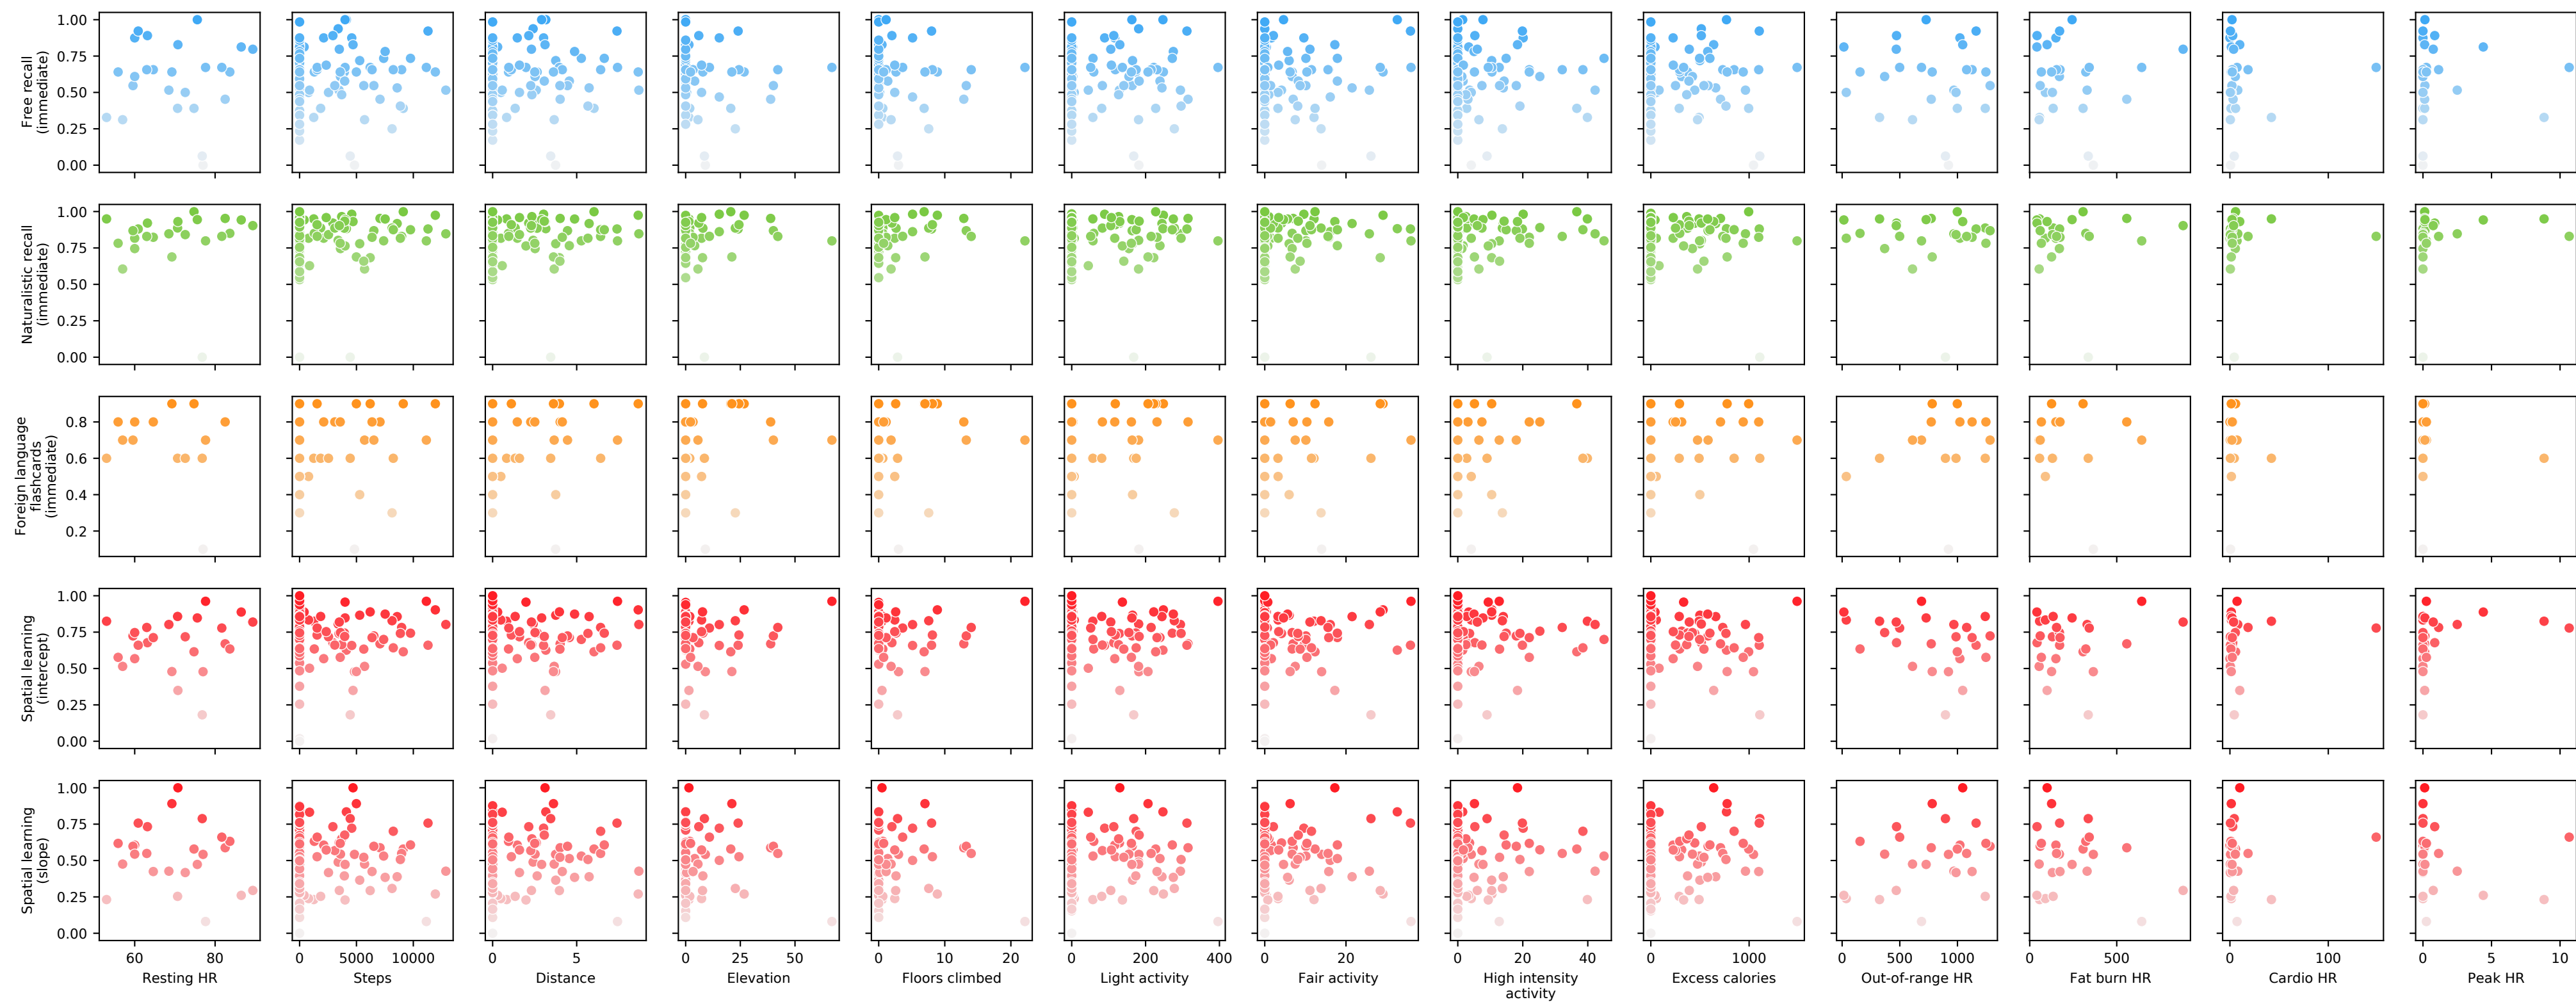 Free recall
(immediate)
1.00
0.75
0.50
0.25
0.00
Naturalistic recall
(immediate)
1.00
0.75
0.50
0.25
0.00
Foreign language
flashcards
(immediate)
0.8
0.6
0.4
0.2
Spatial learning
(intercept)
1.00
0.75
0.50
0.25
0.00
Spatial learning
(slope)
1.00
0.75
0.50
0.25
0.00
60 80
Resting HR
0 5000 10000
Steps
0 5
Distance
0 25 50
Elevation
0 10 20
Floors climbed
0 200 400
Light activity
0 20
Fair activity
0 20 40
High intensity
activity
0 1000
Excess calories
0 500 1000
Out-of-range HR
0 500
Fat burn HR
0 100
Cardio HR
0 5 10
Peak HR